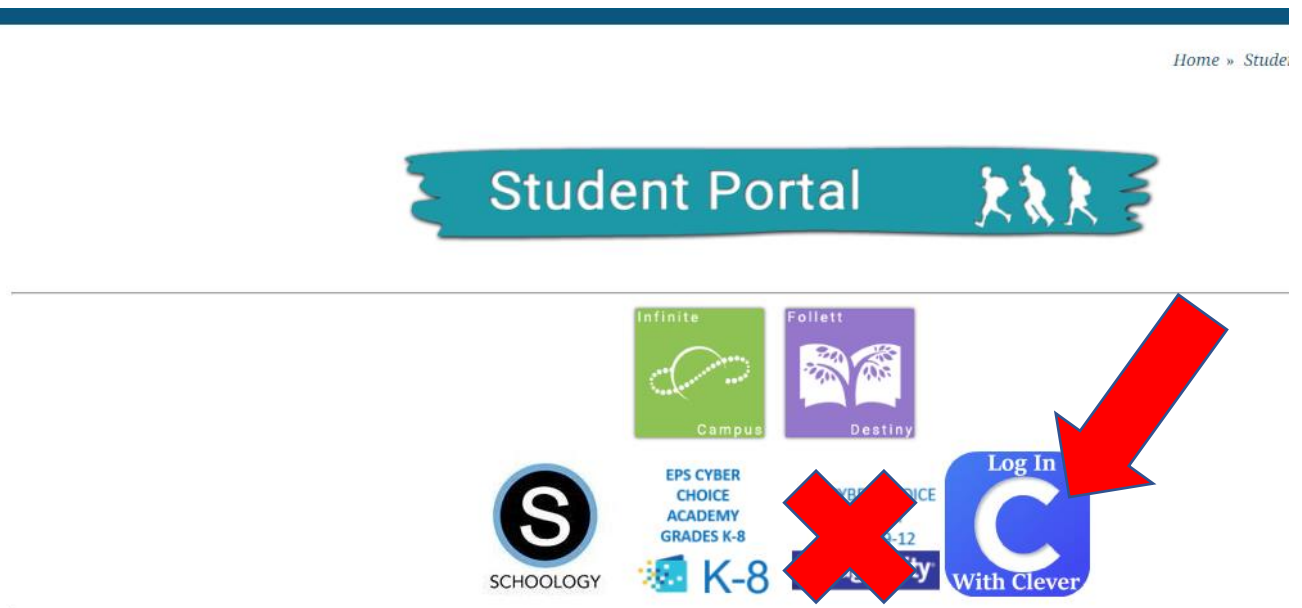 Home »
Student Portal
Infinite
Campus
Follett
Destiny
S
SCHOOLOGY
EPS CYBER
CHOICE
ACADEMY
GRADES K-8
K-8
Log In
C
With Clever